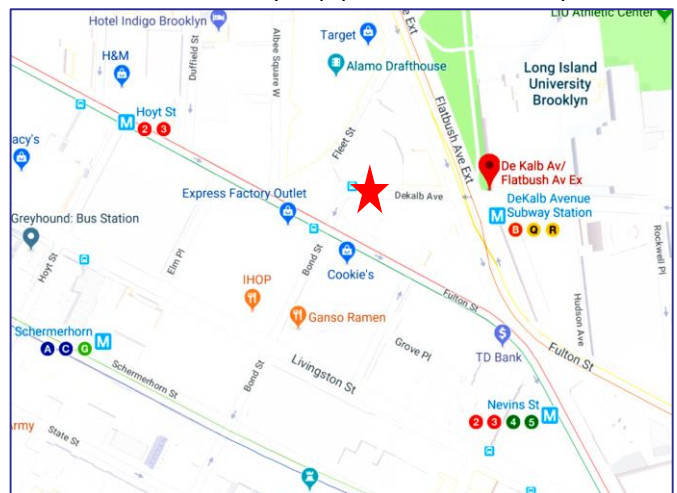 Hotel Indigo Brooklyn
Target
Ext
LIU Athletic Center
H&M
Duffield St
Albee Square W
Alamo Drafthouse
Long Island
University
Brooklyn
Hoyt St
M
2 3
acy's
Fleet St
Flatbush Ave Ext
De Kalb Av/
Flatbush Av Ex
Express Factory Outlet
Dekalb Ave
M
DeKalb Avenue
Subway Station
B Q R
Greyhound: Bus Station
Hoyt St
Elm Pl
Bond St
Cookie's
Rockwell Pl
IHOP
Ganso Ramen
Fulton St
Hudson Ave
Schermerhorn
M
A C G
Grove Pl
$
TD Bank
Fulton St
Schermerhorn St
Bond St
Livingston St
Nevins St
M
2 3 4 5
rmy
State St